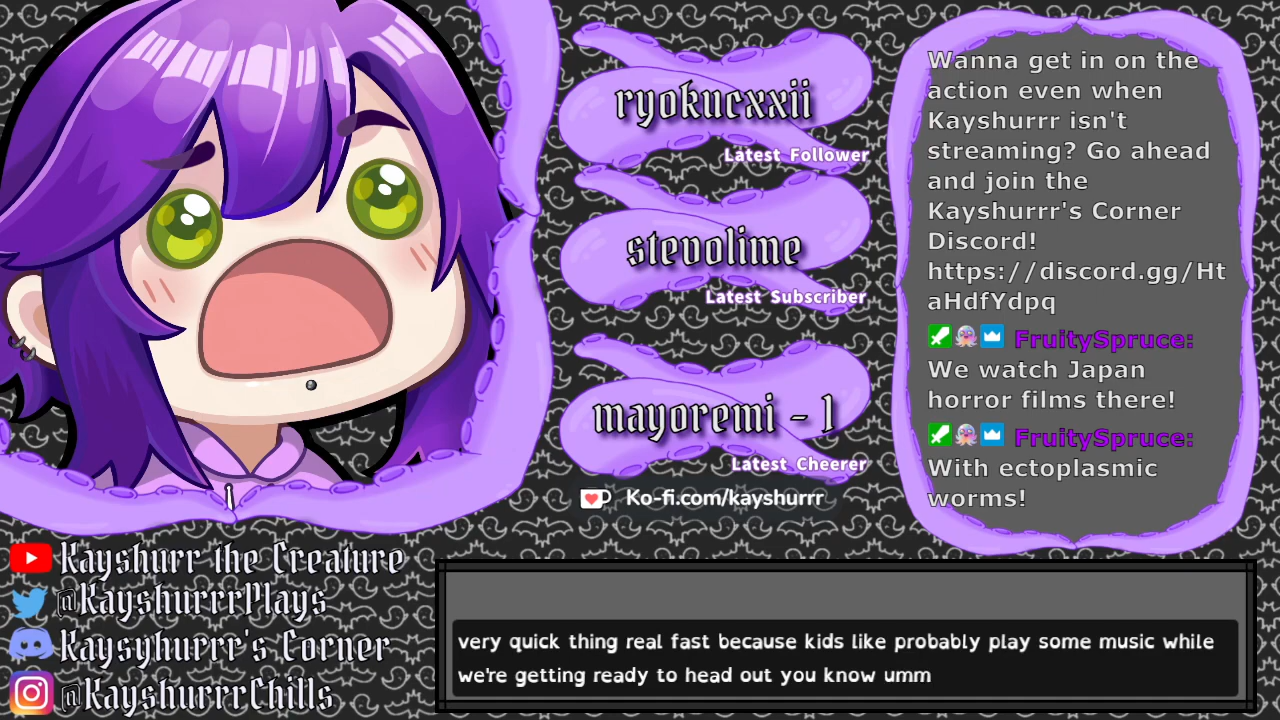 ryokucxxii
Latest Follower
stevolime
Latest Subscriber
mayoremi - 1
Latest Cheerer
Ko-fi.com/kayshurrr
Wanna get in on the
action even when
Kayshurrr isn't
streaming? Go ahead
and join the
Kayshurrr's Corner
Discord!
https://discord.gg/Ht
aHdfYdpq
FruitySpruce:
We watch Japan
horror films there!
FruitySpruce:
With ectoplasmic
worms!
Kayshurr the Creature
@KayshurrrPlays
Kaysyhurrr's Corner
@KayshurrrChills
very quick thing real fast because kids like probably play some music while
we're getting ready to head out you know umm